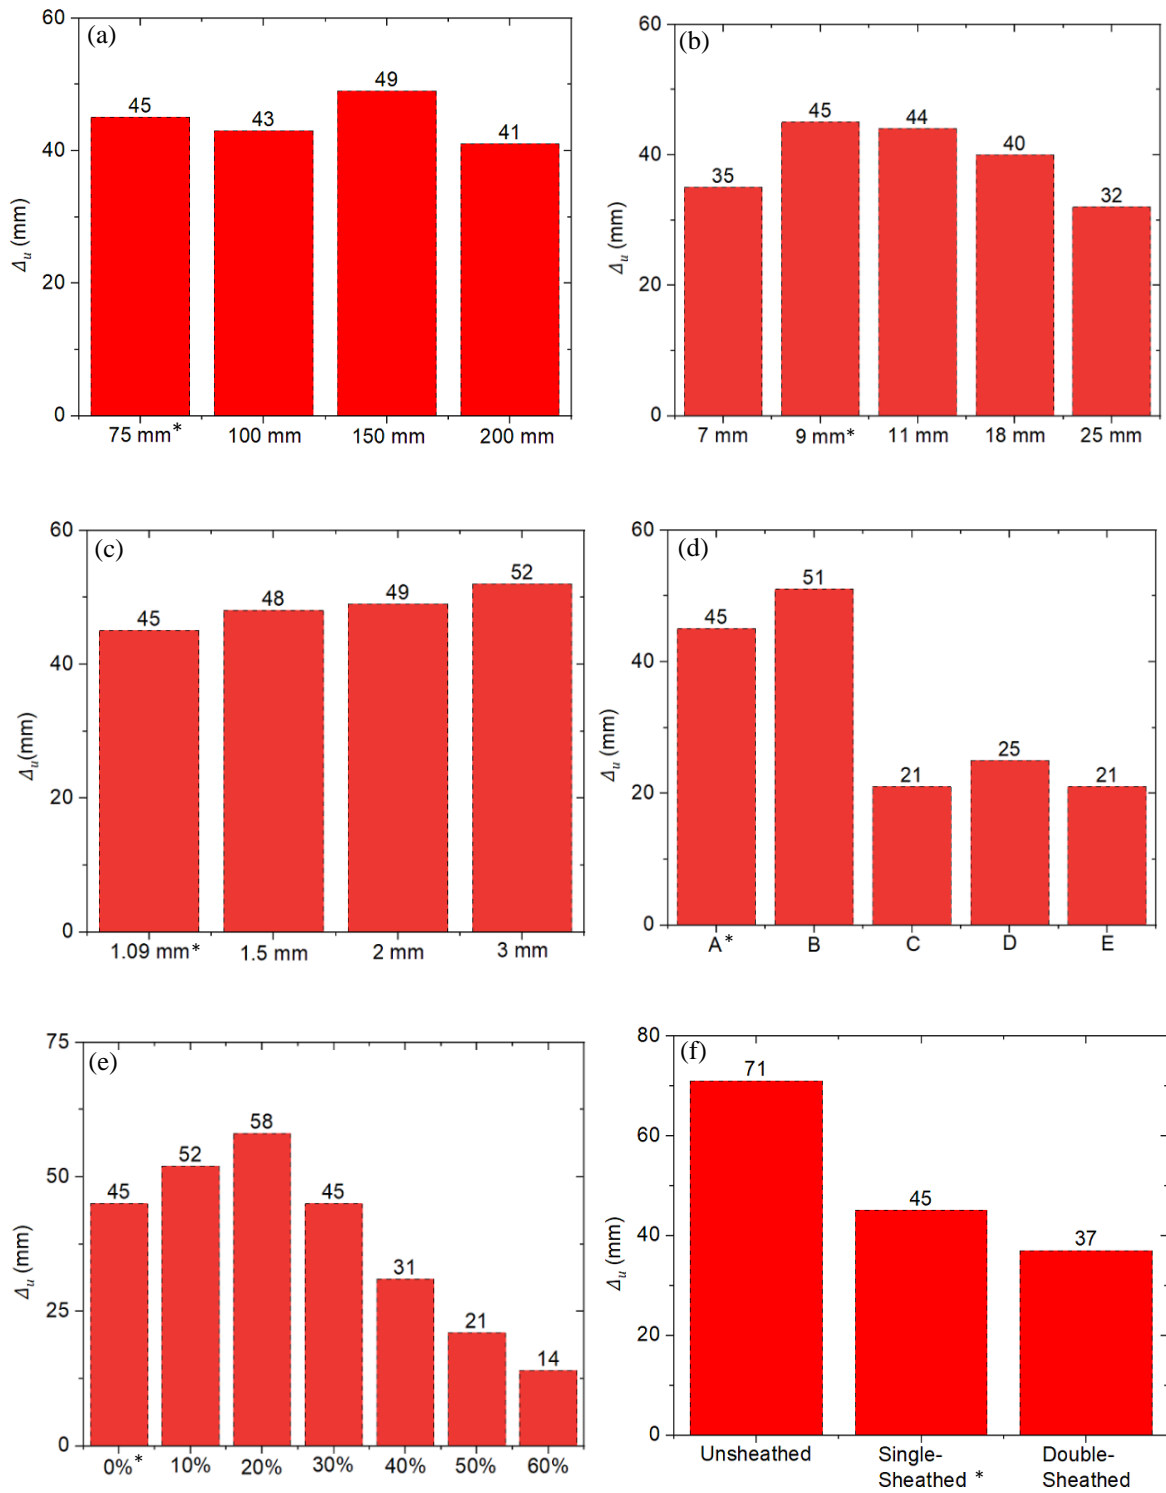 (a)
60
40
20
0
Δu (mm)
45
43
49
41
75 mm*
100 mm
150 mm
200 mm
(b)
60
40
20
0
Δu (mm)
35
45
44
40
32
7 mm
9 mm*
11 mm
18 mm
25 mm
(c)
60
40
20
0
Δu(mm)
45
48
49
52
1.09 mm*
1.5 mm
2 mm
3 mm
(d)
60
40
20
0
Δu (mm)
45
51
21
25
21
A*
B
C
D
E
(e)
75
50
25
0
Δu (mm)
45
52
58
45
31
21
14
0%*
10%
20%
30%
40%
50%
60%
(f)
80
60
40
20
0
Δu (mm)
71
45
37
Unsheathed
Single-
Sheathed *
Double-
Sheathed